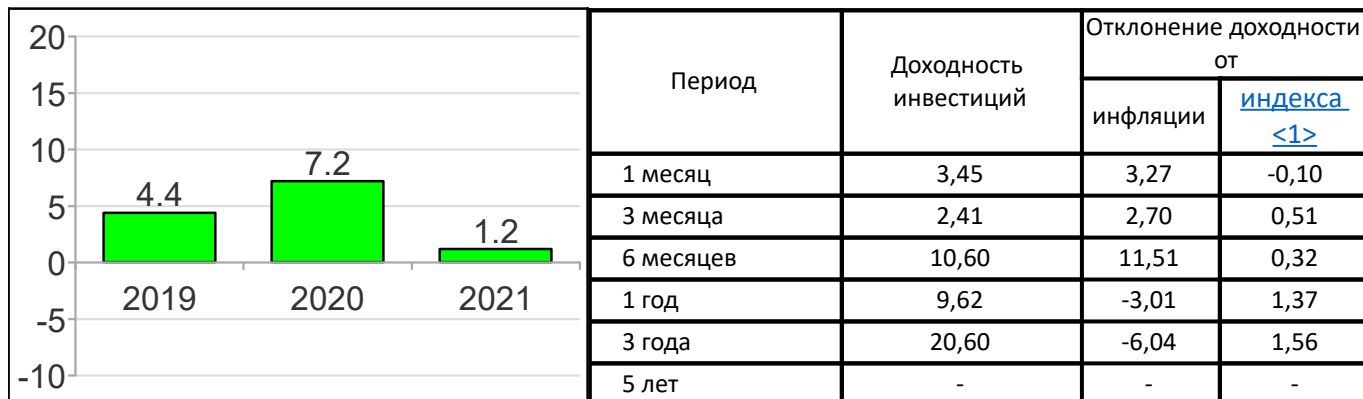 20
15
10
5
0
-5
-10
4.4
7.2
1.2
2019 2020 2021
Период
Доходность
инвестиций
Отклонение доходности
от
инфляции
индекса
<1>
1 месяц 3,45 3,27 -0,10
3 месяца 2,41 2,70 0,51
6 месяцев 10,60 11,51 0,32
1 год 9,62 -3,01 1,37
3 года 20,60 -6,04 1,56
5 лет - - -